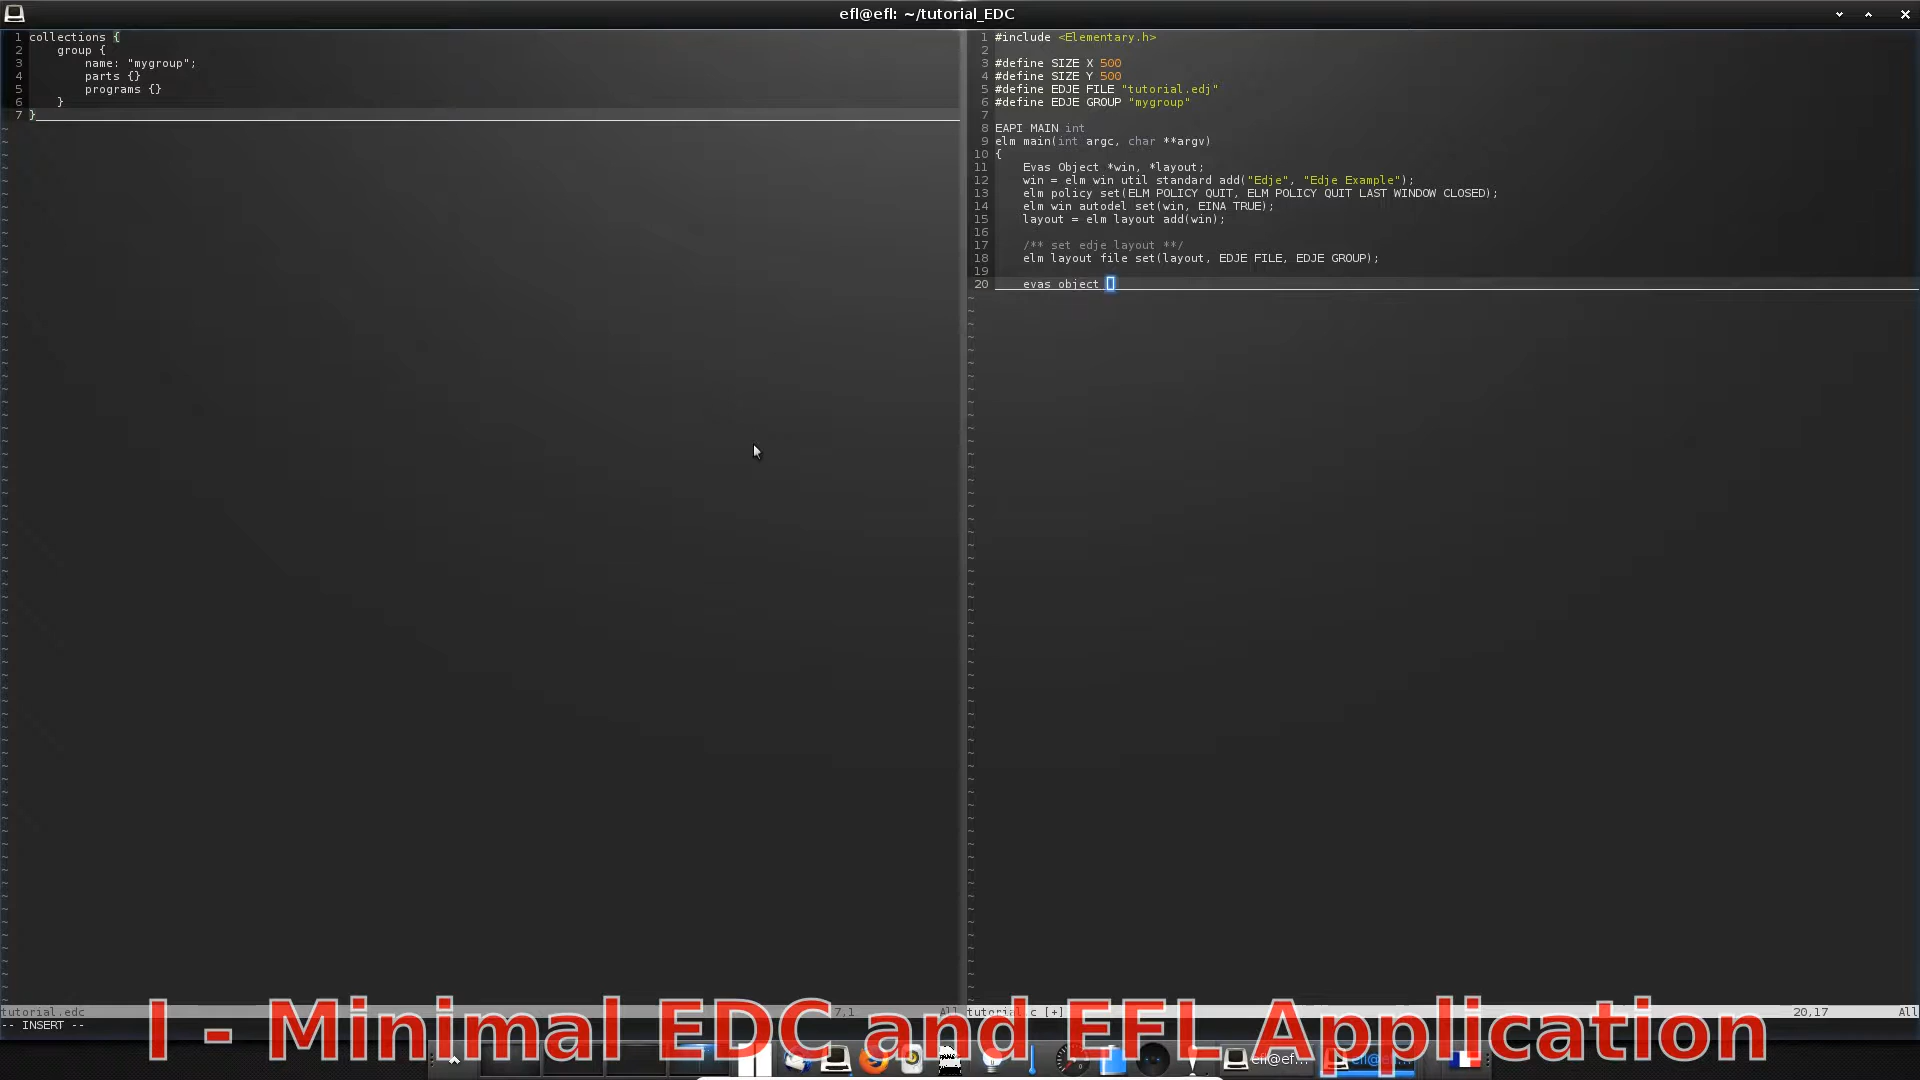 efl@efl: ~/tutorial_EDC
1 collections {
2 group {
3 name: "mygroup";
4 parts {}
5 programs {}
6 }
7 }
1 #include <Elementary.h>
2
3 #define SIZE X 500
4 #define SIZE Y 500
5 #define EDJE FILE "tutorial.edj"
6 #define EDJE GROUP "mygroup"
7
8 EAPI MAIN int
9 elm main(int argc, char **argv)
10 {
11 Evas Object *win, *layout;
12 win = elm win util standard add("Edje", "Edje Example");
13 elm policy set(ELM POLICY QUIT, ELM POLICY QUIT LAST WINDOW CLOSED);
14 elm win autodel set(win, EINA TRUE);
15 layout = elm layout add(win);
16
17 /** set edje layout **/
18 elm layout file set(layout, EDJE FILE, EDJE GROUP);
19
20 evas object
tutorial.edc 7,1 All
tutorial.c [+] 20,17 All
-- INSERT --
I - Minimal EDC and EFL Application
efl@ef...